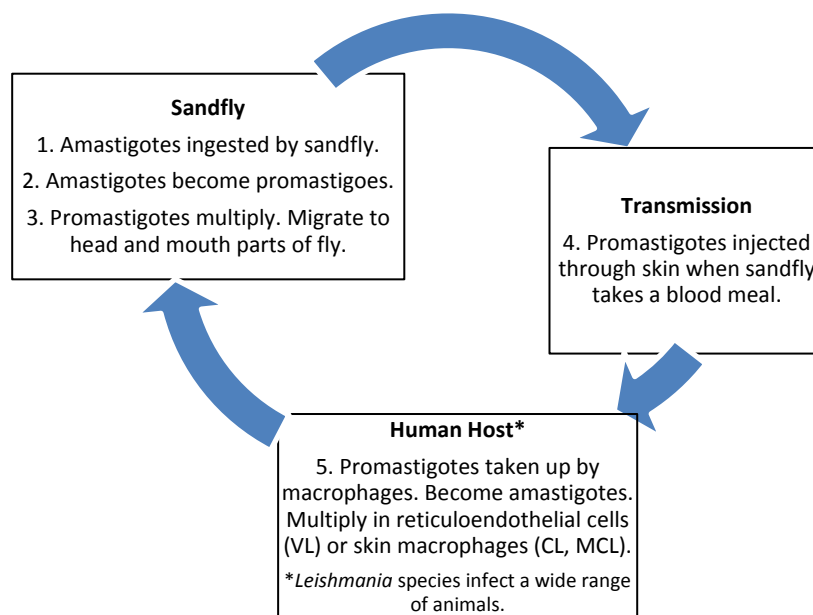 Sandfly
1. Amastigotes ingested by sandfly.
2. Amastigotes become promastigoes.
3. Promastigotes multiply. Migrate to
head and mouth parts of fly.
Transmission
4. Promastigotes injected
through skin when sandfly
takes a blood meal.
Human Host*
5. Promastigotes taken up by
macrophages. Become amastigotes.
Multiply in reticuloendothelial cells
(VL) or skin macrophages (CL, MCL).
*Leishmania species infect a wide range
of animals.